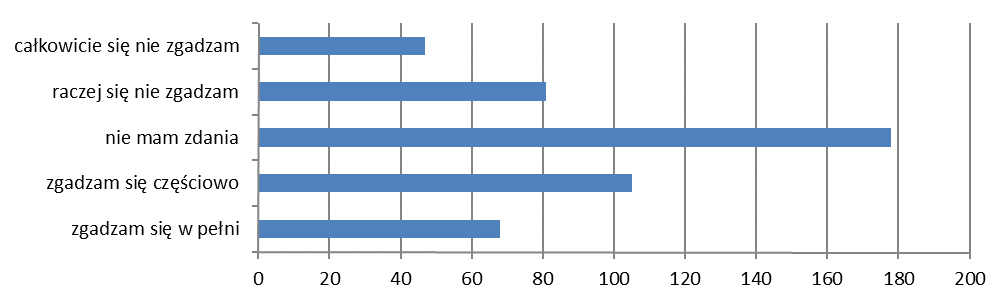 całkowicie się nie zgadzam
raczej się nie zgadzam
nie mam zdania
zgadzam się częściowo
zgadzam się w pełni
0 20 40 60 80 100 120 140 160 180 200